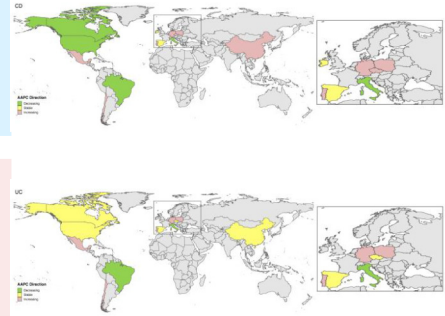 CD
AAPC Direction
Decreasing
Stable
Increasing
UC
AAPC Direction
Decreasing
Stable
Increasing